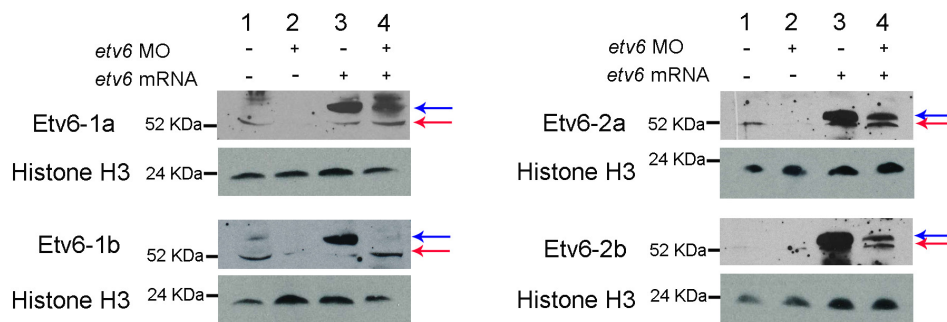 1 2 3 4
etv6 MO - + - +
etv6 mRNA - - + +
Etv6-1a 52 KDa
Histone H3 24 KDa
Etv6-1b 52 KDa
Histone H3 24 KDa
1 2 3 4
etv6 MO - + - +
etv6 mRNA - - + +
Etv6-2a 52 KDa
Histone H3 24 KDa
Etv6-2b 52 KDa
Histone H3 24 KDa